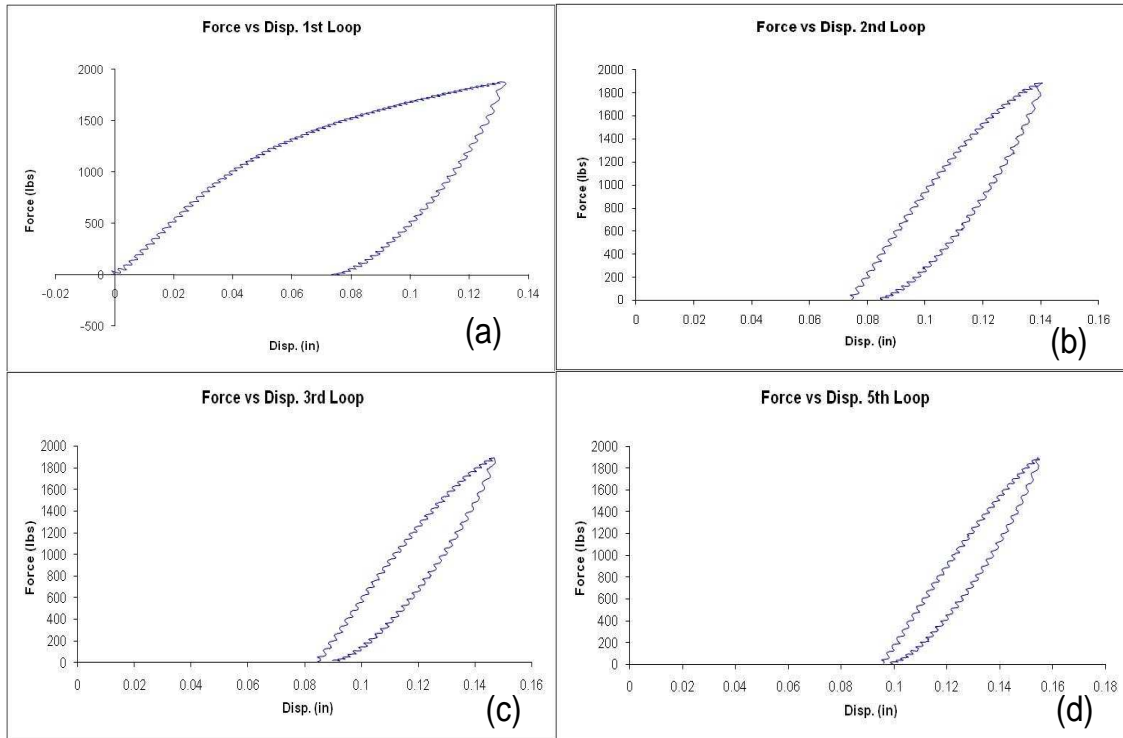 Force vs Disp. 1st Loop
2000
1500
1000
500
0
-500
-0.02 0 0.02 0.04 0.06 0.08 0.1 0.12 0.14
Force (lbs)
Disp. (in)
(a)
Force vs Disp. 2nd Loop
2000
1800
1600
1400
1200
1000
800
600
400
200
0
0 0.02 0.04 0.06 0.08 0.1 0.12 0.14 0.16
Force (lbs)
Disp. (in)
(b)
Force vs Disp. 3rd Loop
2000
1800
1600
1400
1200
1000
800
600
400
200
0
0 0.02 0.04 0.06 0.08 0.1 0.12 0.14 0.16
Force (lbs)
Disp. (in)
(c)
Force vs Disp. 5th Loop
2000
1800
1600
1400
1200
1000
800
600
400
200
0
0 0.02 0.04 0.06 0.08 0.1 0.12 0.14 0.16 0.18
Force (lbs)
Disp. (in)
(d)